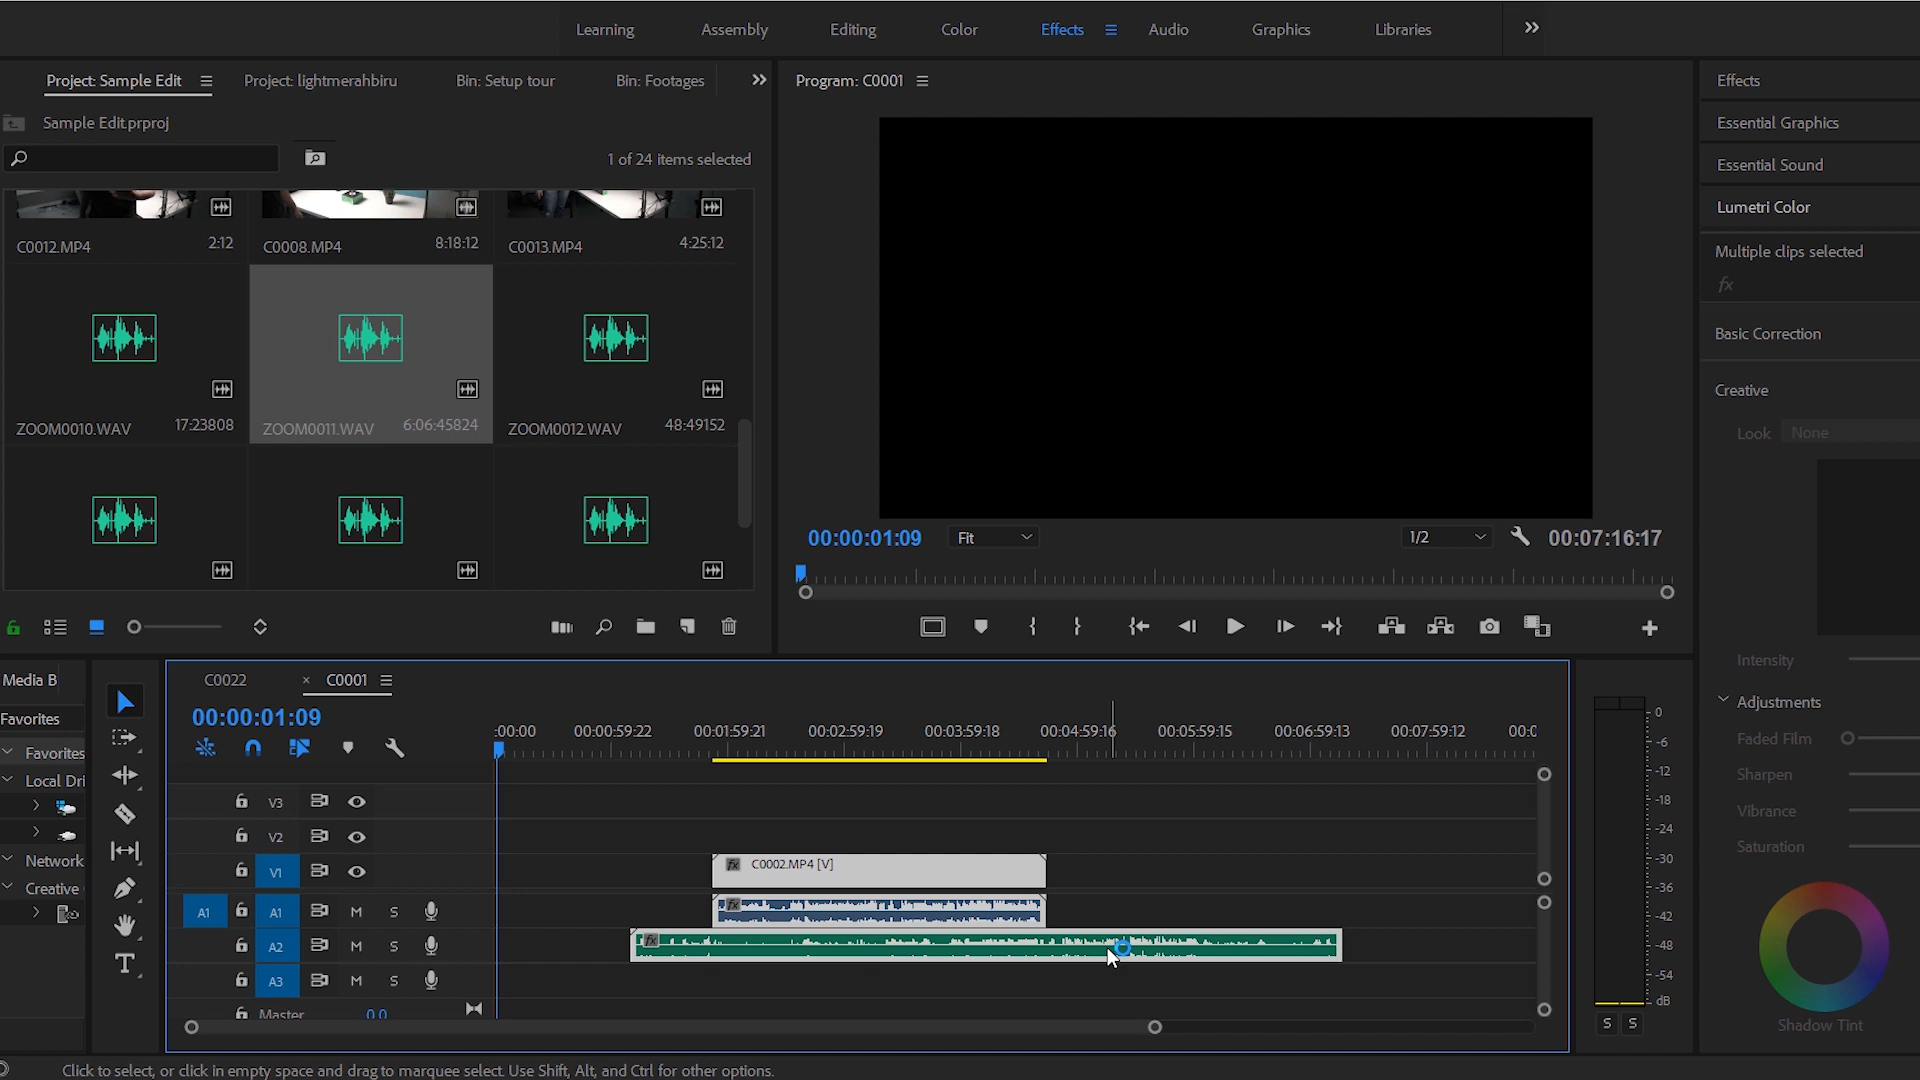 Learning Assembly Editing Color Effects Audio Graphics Libraries
Project: Sample Edit Project: lightmerahbiru Bin: Setup tour Bin: Footages
Sample Edit.prproj
1 of 24 items selected
C0012.MP4 2:12 C0008.MP4 8:18:12 C0013.MP4 4:25:12
ZOOM0010.WAV 17:23808 ZOOM0011.WAV 6:06:45824 ZOOM0012.WAV 48:49152
Program: C0001
00:00:01:09 Fit 1/2 00:07:16:17
Effects
Essential Graphics
Essential Sound
Lumetri Color
Multiple clips selected
fx
Basic Correction
Creative
Look None
Intensity
Adjustments
Faded Film
Sharpen
Vibrance
Saturation
Shadow Tint
Media B
Favorites
Favorites
Local Dri
Network
Creative
T
C0022 × C0001
00:00:01:09
:00:00 00:00:59:22 00:01:59:21 00:02:59:19 00:03:59:18 00:04:59:16 00:05:59:15 00:06:59:13 00:07:59:12 00:0
V3
V2
V1 fx C0002.MP4 [V]
A1 A1 M S fx
A2 M S fx
A3 M S
Master 0.0
0
-6
-12
-18
-24
-30
-36
-42
-48
-54
dB
S S
Click to select, or click in empty space and drag to marquee select. Use Shift, Alt, and Ctrl for other options.